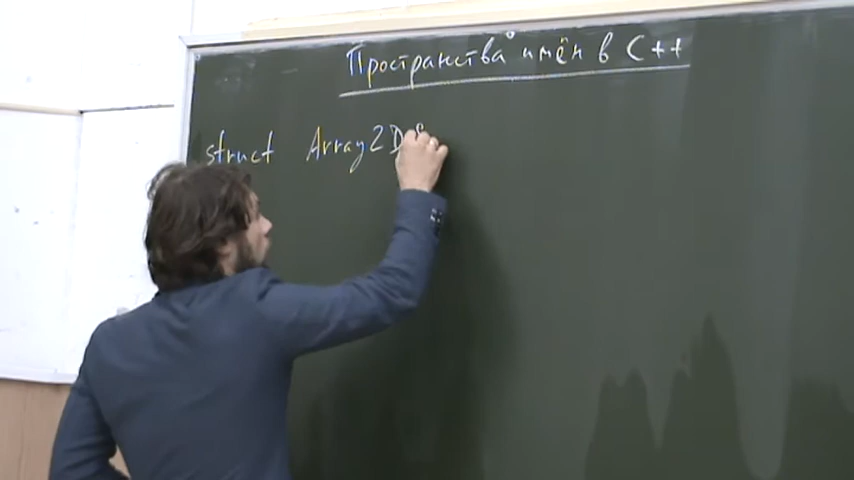 Пространства имён в C++
struct Array2D